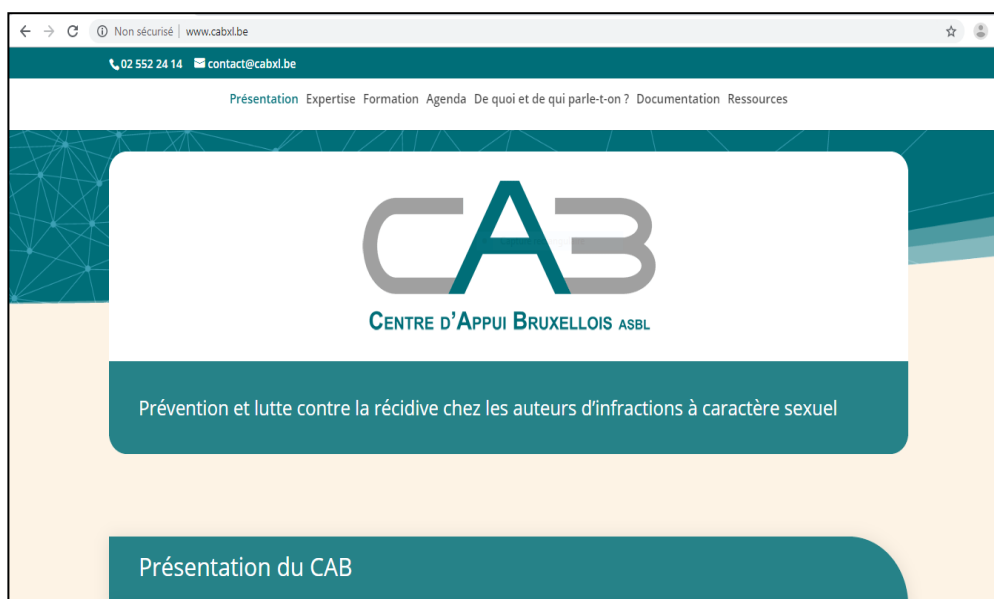 Non sécurisé | www.cabxl.be
02 552 24 14 contact@cabxl.be
Présentation Expertise Formation Agenda De quoi et de qui parle-t-on ? Documentation Ressources
CAB
CENTRE D'APPUI BRUXELLOIS ASBL
Prévention et lutte contre la récidive chez les auteurs d'infractions à caractère sexuel
Présentation du CAB